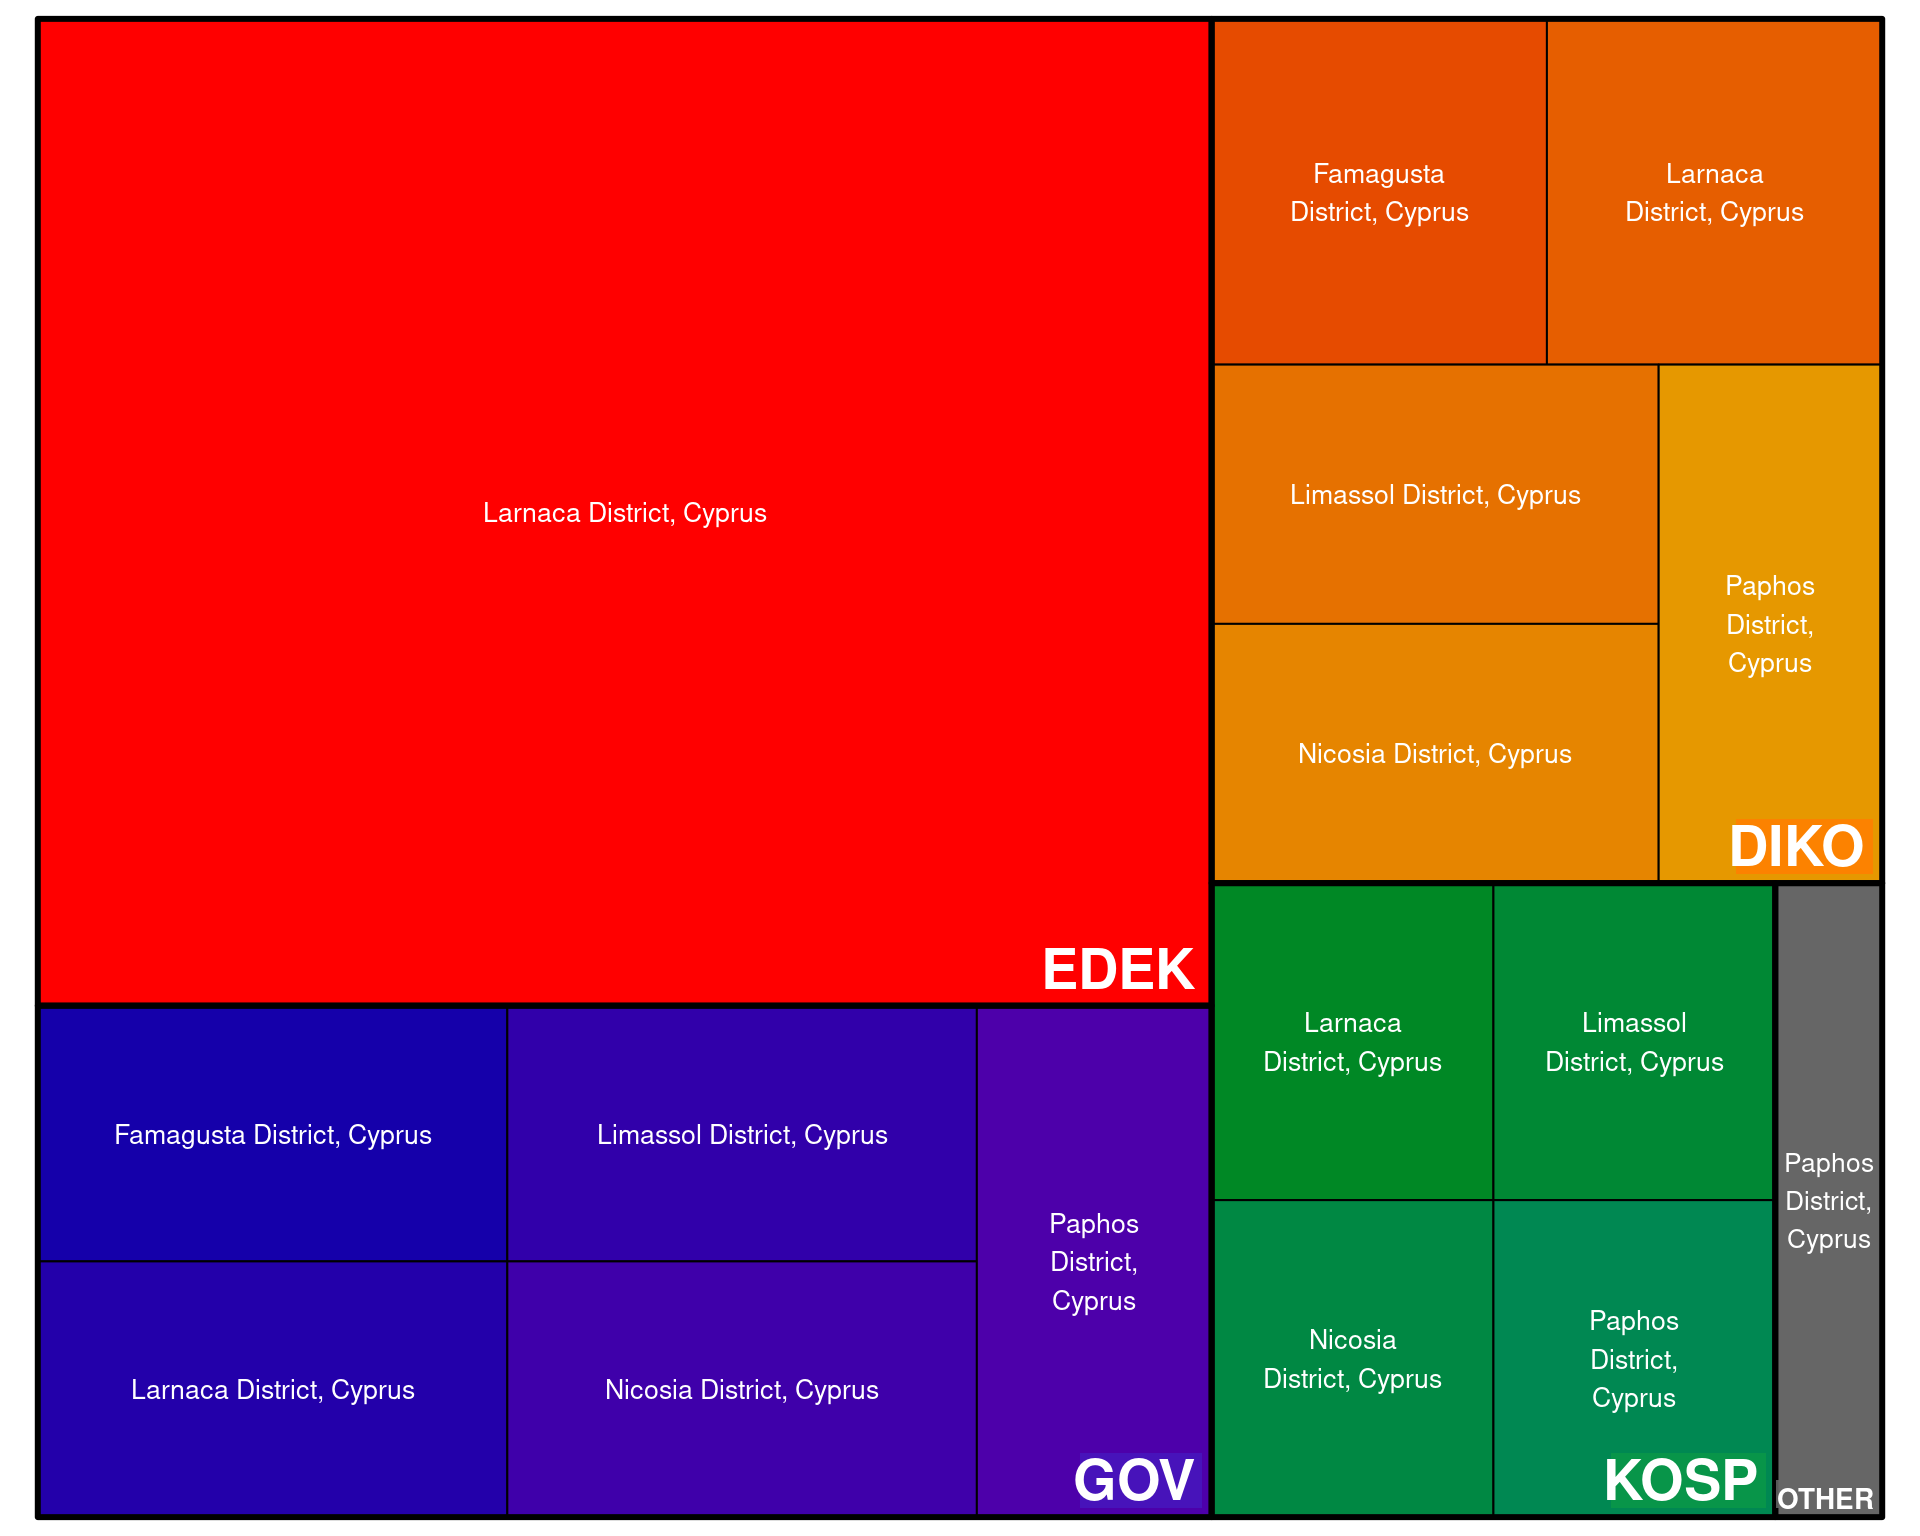 Larnaca District, Cyprus
EDEK
Famagusta
District, Cyprus
Larnaca
District, Cyprus
Limassol District, Cyprus
Nicosia District, Cyprus
Paphos
District,
Cyprus
DIKO
Famagusta District, Cyprus
Limassol District, Cyprus
Larnaca District, Cyprus
Nicosia District, Cyprus
Paphos
District,
Cyprus
GOV
Larnaca
District, Cyprus
Limassol
District, Cyprus
Nicosia
District, Cyprus
Paphos
District,
Cyprus
KOSP
Paphos
District,
Cyprus
OTHER